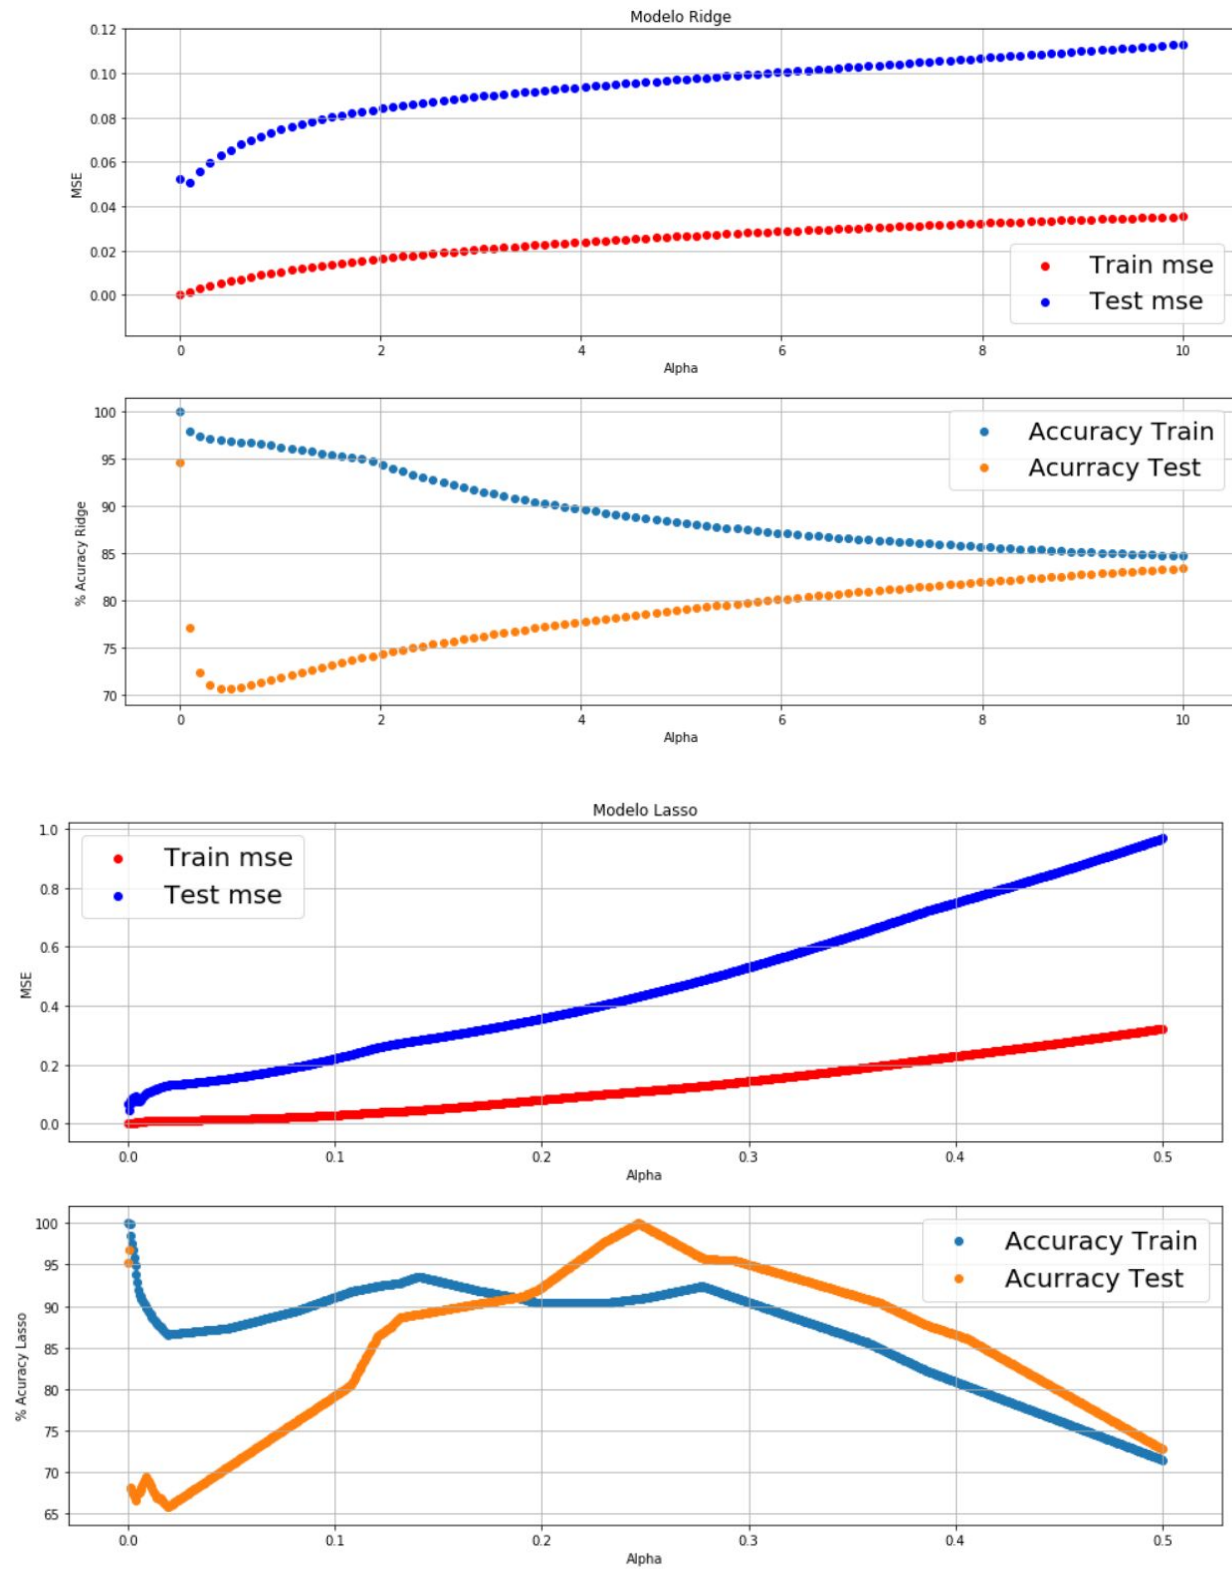 Modelo Ridge
0.12
0.10
0.08
0.06
0.04
0.02
0.00
MSE
Train mse
Test mse
0 2 4 6 8 10
Alpha
100
95
90
85
80
75
70
% Acuracy Ridge
Accuracy Train
Acurracy Test
0 2 4 6 8 10
Alpha
Modelo Lasso
1.0
0.8
0.6
0.4
0.2
0.0
MSE
Train mse
Test mse
0.0 0.1 0.2 0.3 0.4 0.5
Alpha
100
95
90
85
80
75
70
65
% Acuracy Lasso
Accuracy Train
Acurracy Test
0.0 0.1 0.2 0.3 0.4 0.5
Alpha